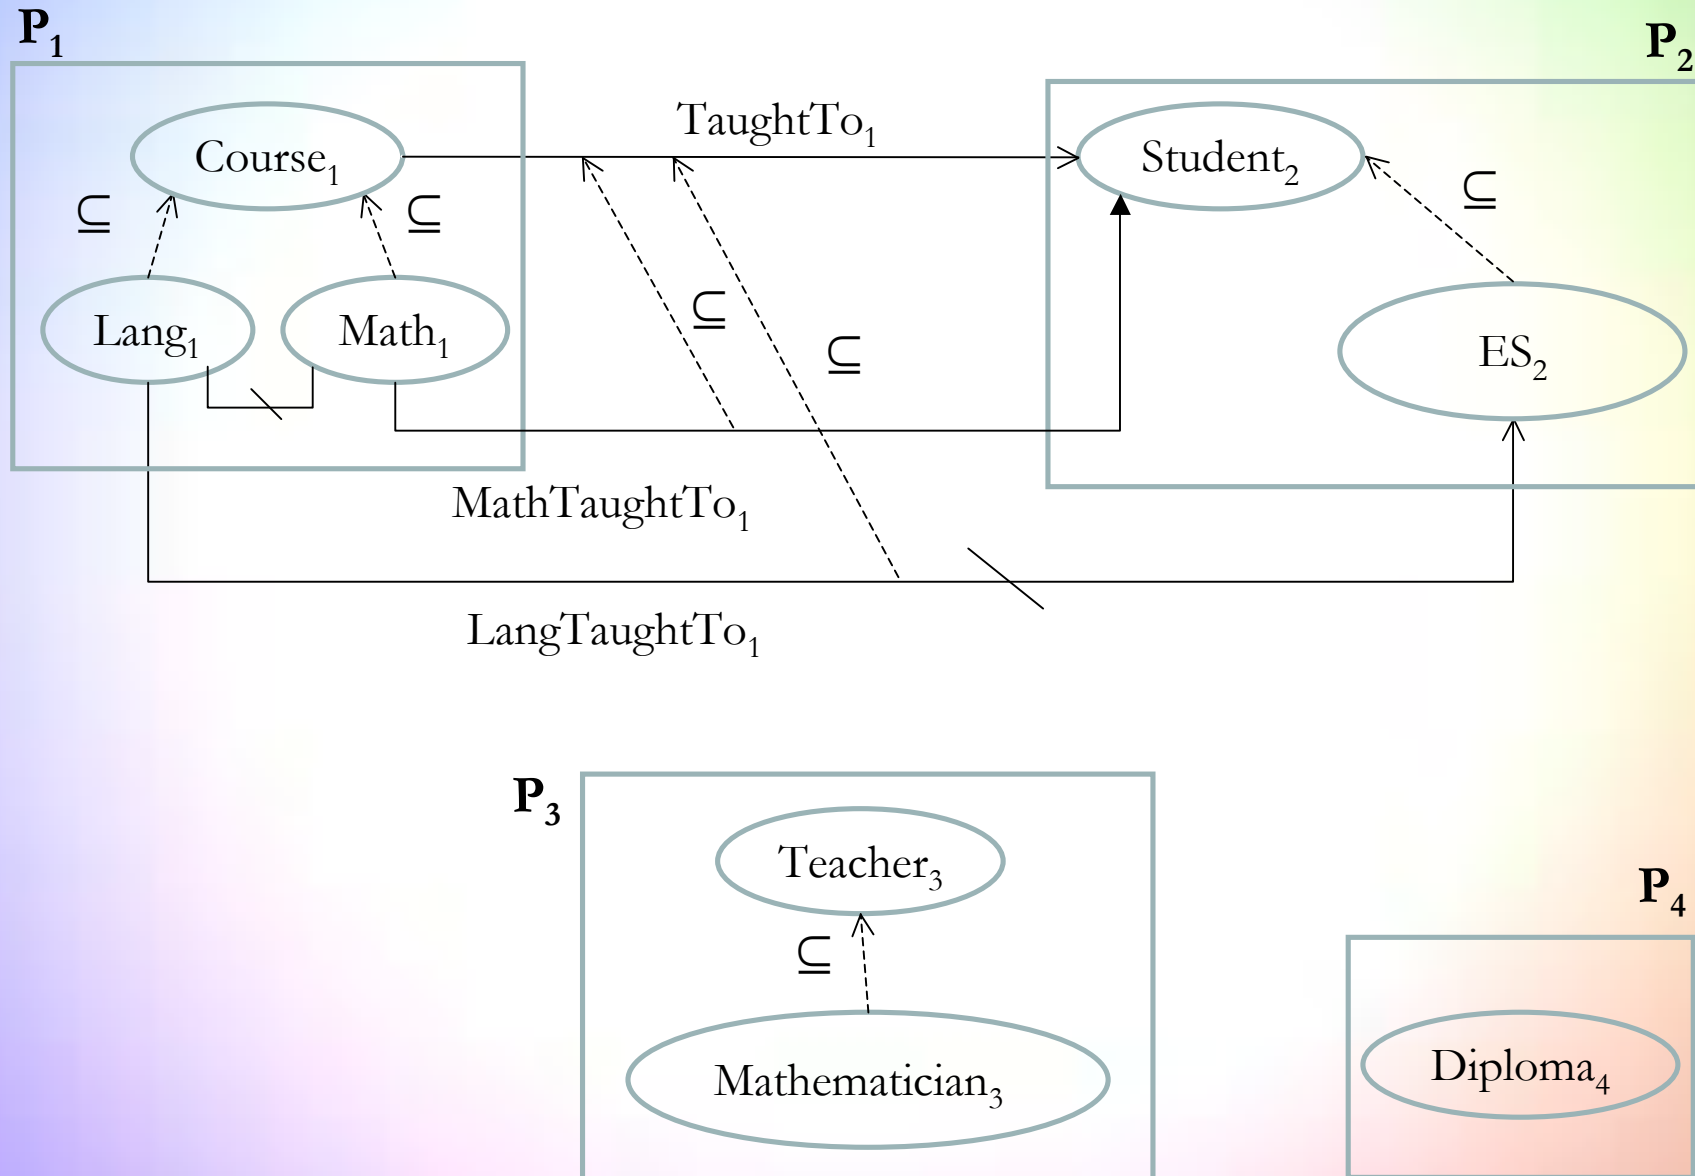 P₁
P₂
TaughtTo₁
Course₁
Student₂
⊆
⊆
⊆
⊆
⊆
Lang₁
Math₁
ES₂
MathTaughtTo₁
LangTaughtTo₁
P₃
Teacher₃
P₄
⊆
Mathematician₃
Diploma₄